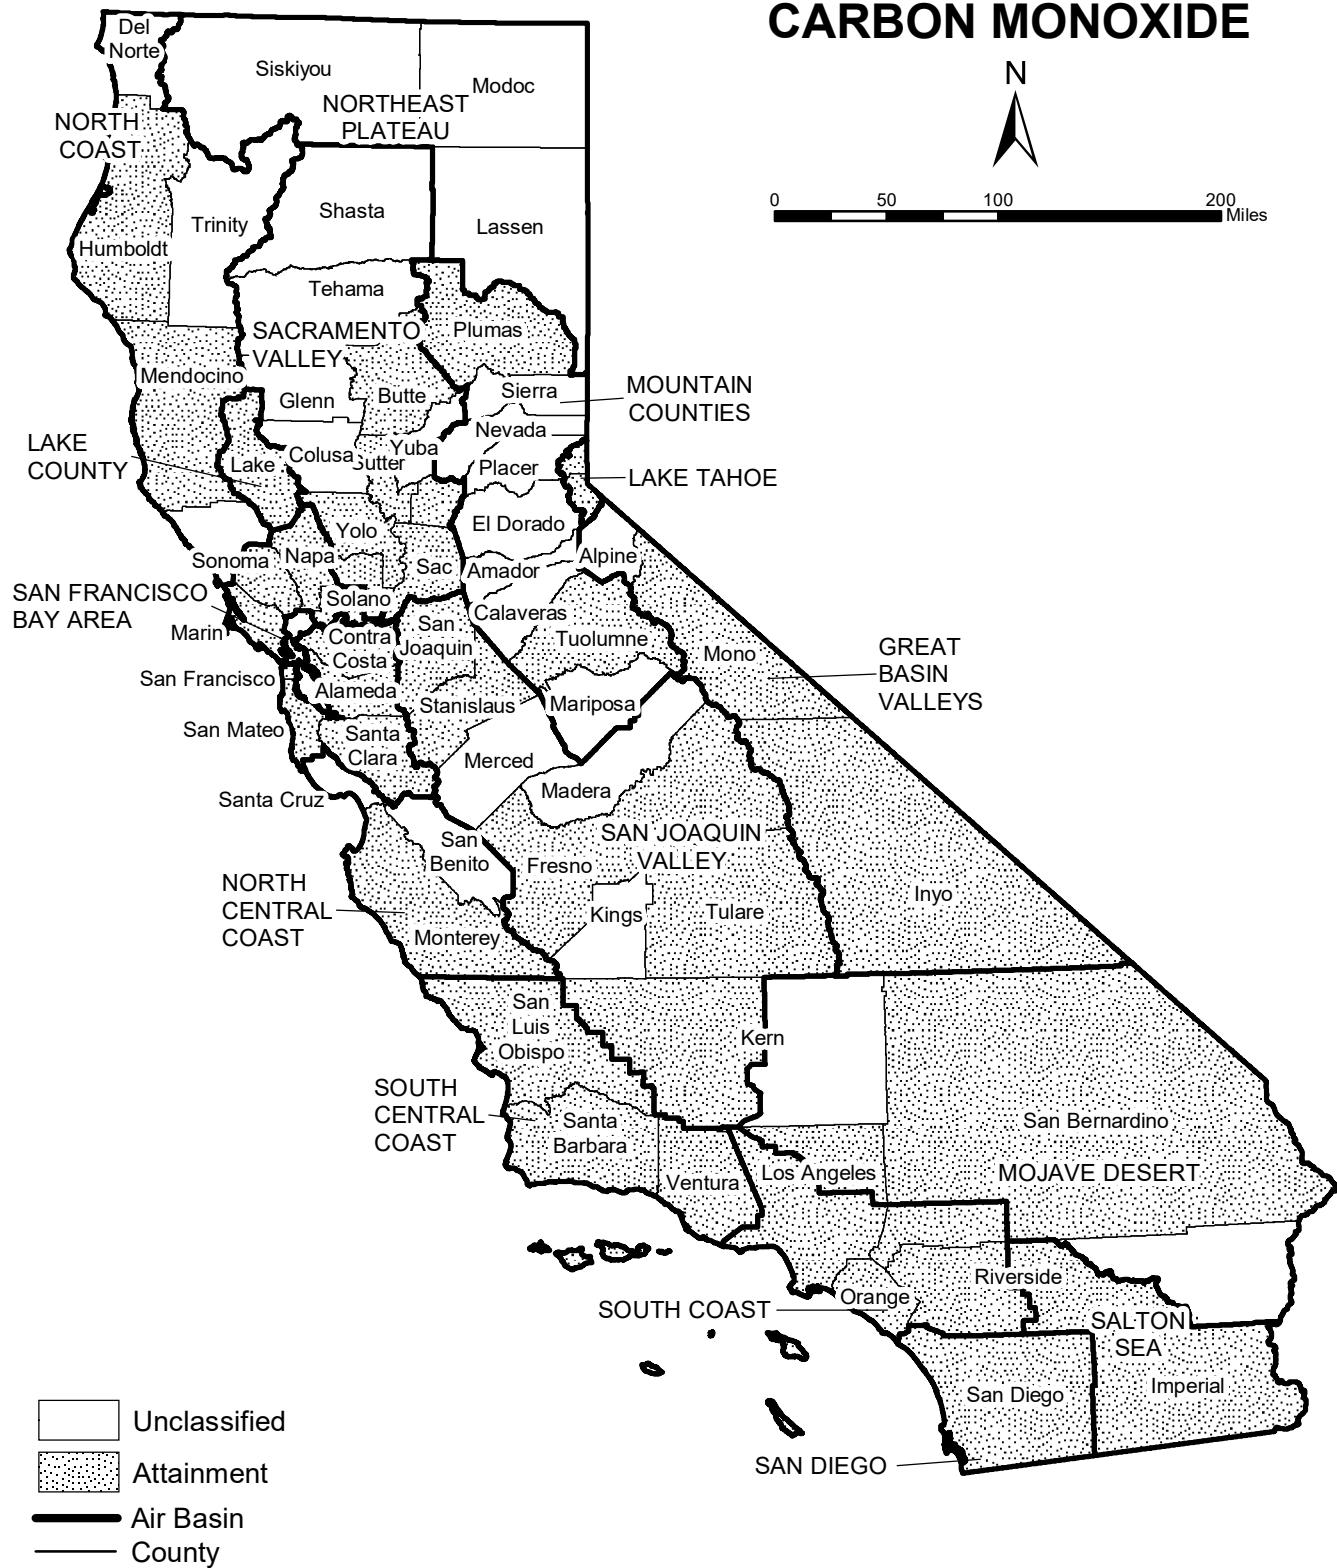 CARBON MONOXIDE
N
0 50 100 200
Miles
Del
Norte
Siskiyou
Modoc
NORTHEAST
PLATEAU
NORTH
COAST
Shasta
Trinity
Lassen
Humboldt
Tehama
SACRAMENTO
VALLEY
Plumas
Mendocino
Butte
Sierra
MOUNTAIN
COUNTIES
Glenn
Nevada
LAKE
COUNTY
Lake
Colusa
Yuba
Sutter
Placer
LAKE TAHOE
Yolo
El Dorado
Sonoma
Napa
Sac
Amador
Alpine
SAN FRANCISCO
BAY AREA
Solano
Calaveras
Marin
Contra
Costa
San
Joaquin
Tuolumne
Mono
GREAT
BASIN
VALLEYS
San Francisco
Alameda
Stanislaus
Mariposa
San Mateo
Santa
Clara
Merced
Santa Cruz
Madera
San
Benito
SAN JOAQUIN
VALLEY
Fresno
NORTH
CENTRAL
COAST
Kings
Tulare
Inyo
Monterey
San
Luis
Obispo
Kern
SOUTH
CENTRAL
COAST
Santa
Barbara
San Bernardino
Ventura
Los Angeles
MOJAVE DESERT
Riverside
Orange
SOUTH COAST
SALTON
SEA
San Diego
Imperial
SAN DIEGO
Unclassified
Attainment
Air Basin
County